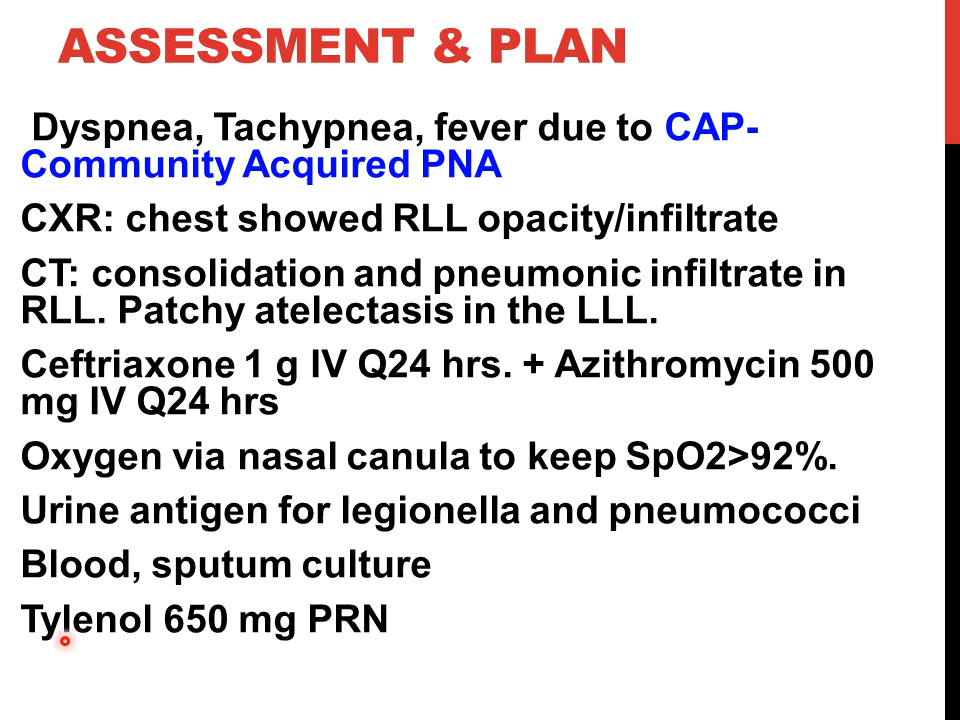 ASSESSMENT & PLAN
Dyspnea, Tachypnea, fever due to CAP-
Community Acquired PNA
CXR: chest showed RLL opacity/infiltrate
CT: consolidation and pneumonic infiltrate in
RLL. Patchy atelectasis in the LLL.
Ceftriaxone 1 g IV Q24 hrs. + Azithromycin 500
mg IV Q24 hrs
Oxygen via nasal canula to keep SpO2>92%.
Urine antigen for legionella and pneumococci
Blood, sputum culture
Tylenol 650 mg PRN